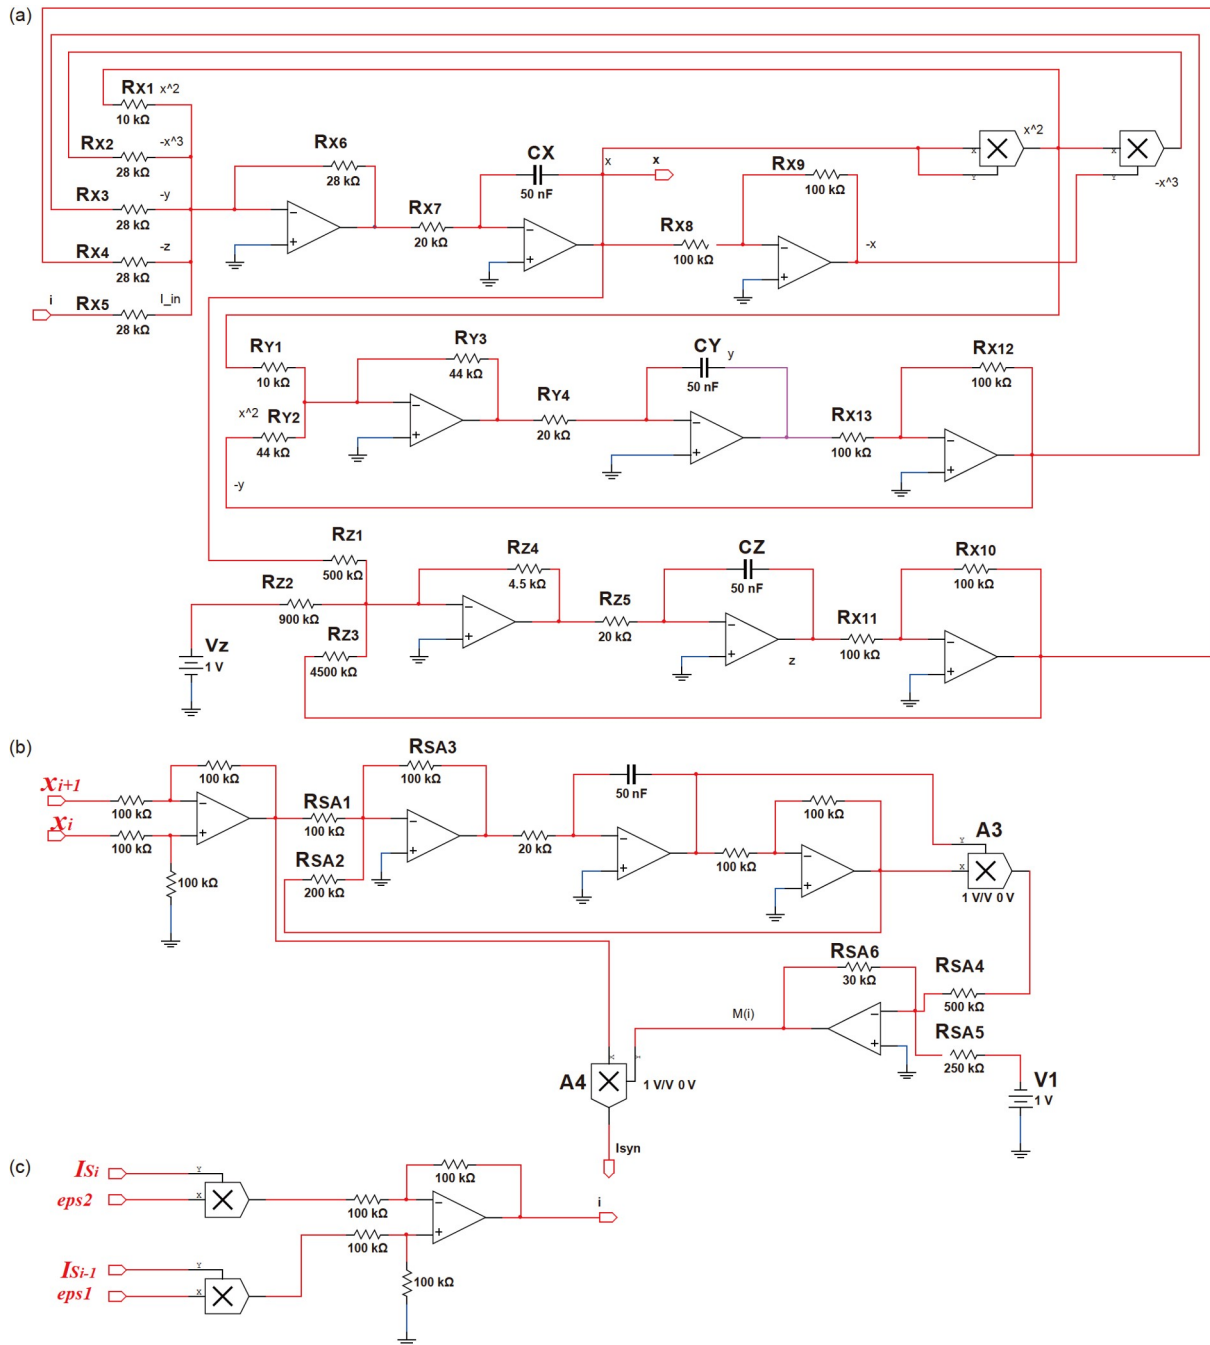 (a)
RX1 x^2
10 kΩ
RX2 -x^3
28 kΩ
RX3 -y
28 kΩ
RX4 -z
28 kΩ
i RX5 I_in
28 kΩ
RX6
28 kΩ
RX7
20 kΩ
CX
50 nF
x
x
RX8
100 kΩ
RX9
100 kΩ
-x
X
Y
x^2
X
Y
-x^3
RY1
10 kΩ
x^2 RY2
44 kΩ
-y
RY3
44 kΩ
RY4
20 kΩ
CY
y
50 nF
RX13
100 kΩ
RX12
100 kΩ
RZ1
500 kΩ
RZ2
900 kΩ
RZ3
4500 kΩ
Vz
1 V
RZ4
4.5 kΩ
RZ5
20 kΩ
CZ
50 nF
z
RX11
100 kΩ
RX10
100 kΩ
(b)
xi+1
xi
100 kΩ
100 kΩ
100 kΩ
100 kΩ
RSA1
100 kΩ
RSA2
200 kΩ
RSA3
100 kΩ
20 kΩ
50 nF
100 kΩ
100 kΩ
A3
Y
X
1 V/V 0 V
RSA6
30 kΩ
RSA4
500 kΩ
RSA5
250 kΩ
V1
1 V
M(i)
X
Y
A4
1 V/V 0 V
Isyn
(c)
ISi
eps2
Y
X
100 kΩ
100 kΩ
i
ISi-1
eps1
Y
X
100 kΩ
100 kΩ